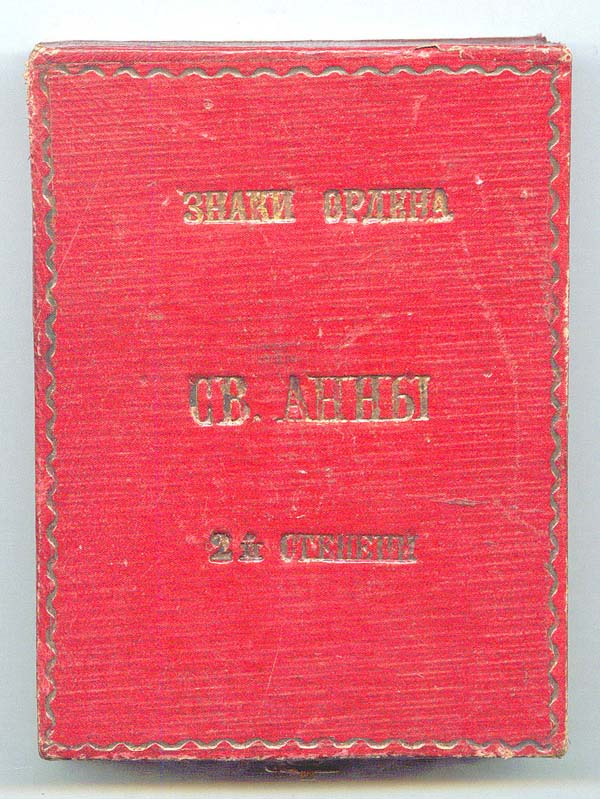 ЗНАКИ ОРДЕНА
СВ. АННЫ
2й СТЕПЕНИ